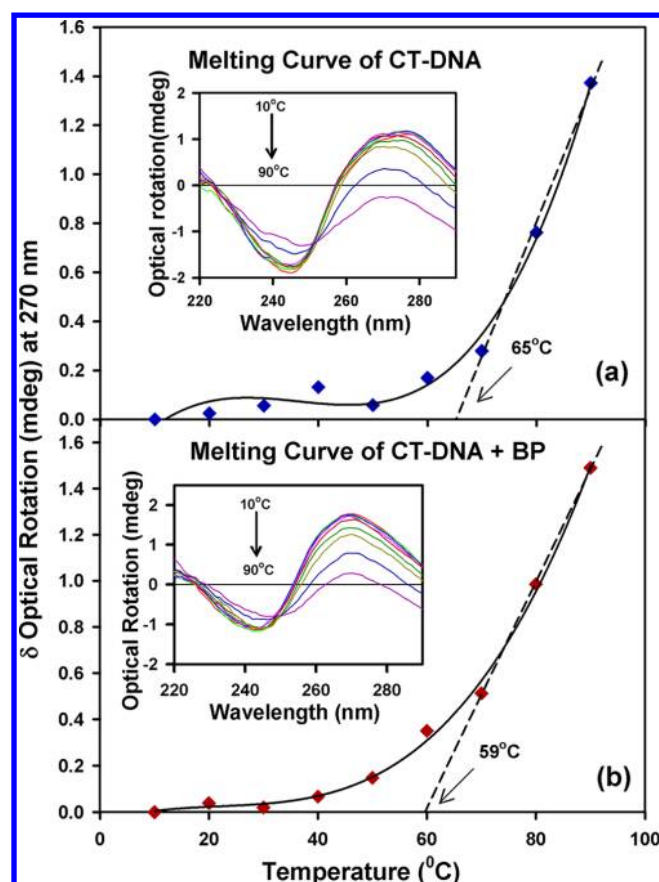 δ Optical Rotation (mdeg) at 270 nm
1.6
1.4
1.2
1.0
0.8
0.6
0.4
0.2
0.0
Melting Curve of CT-DNA
Optical rotation(mdeg)
2
1
0
-1
-2
10°C
90°C
220 240 260 280
Wavelength (nm)
65°C
(a)
1.6
1.4
1.2
1.0
0.8
0.6
0.4
0.2
0.0
Melting Curve of CT-DNA + BP
Optical Rotation (mdeg)
2
1
0
-1
-2
10°C
90°C
220 240 260 280
Wavelength (nm)
59°C
(b)
0 20 40 60 80 100
Temperature (⁰C)